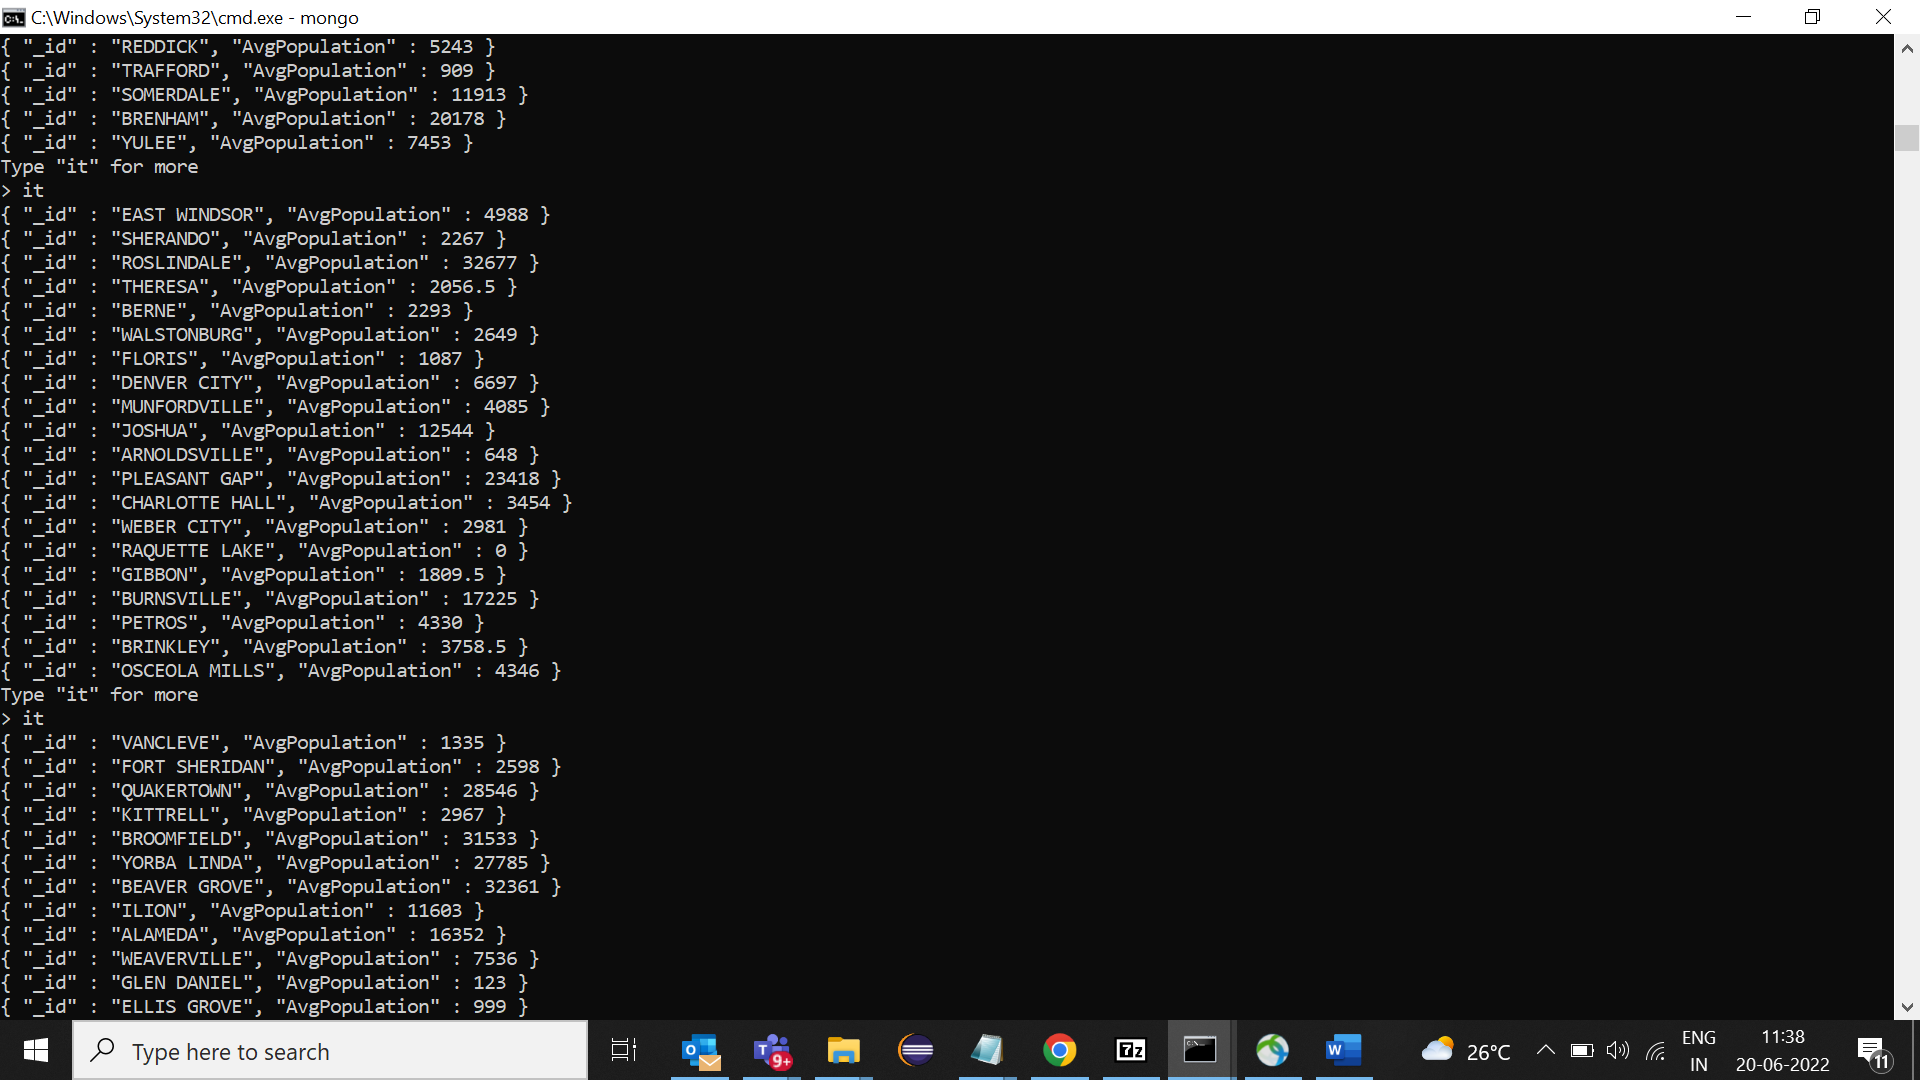 C:\Windows\System32\cmd.exe - mongo
{ "_id" : "REDDICK", "AvgPopulation" : 5243 }
{ "_id" : "TRAFFORD", "AvgPopulation" : 909 }
{ "_id" : "SOMERDALE", "AvgPopulation" : 11913 }
{ "_id" : "BRENHAM", "AvgPopulation" : 20178 }
{ "_id" : "YULEE", "AvgPopulation" : 7453 }
Type "it" for more
> it
{ "_id" : "EAST WINDSOR", "AvgPopulation" : 4988 }
{ "_id" : "SHERANDO", "AvgPopulation" : 2267 }
{ "_id" : "ROSLINDALE", "AvgPopulation" : 32677 }
{ "_id" : "THERESA", "AvgPopulation" : 2056.5 }
{ "_id" : "BERNE", "AvgPopulation" : 2293 }
{ "_id" : "WALSTONBURG", "AvgPopulation" : 2649 }
{ "_id" : "FLORIS", "AvgPopulation" : 1087 }
{ "_id" : "DENVER CITY", "AvgPopulation" : 6697 }
{ "_id" : "MUNFORDVILLE", "AvgPopulation" : 4085 }
{ "_id" : "JOSHUA", "AvgPopulation" : 12544 }
{ "_id" : "ARNOLDSVILLE", "AvgPopulation" : 648 }
{ "_id" : "PLEASANT GAP", "AvgPopulation" : 23418 }
{ "_id" : "CHARLOTTE HALL", "AvgPopulation" : 3454 }
{ "_id" : "WEBER CITY", "AvgPopulation" : 2981 }
{ "_id" : "RAQUETTE LAKE", "AvgPopulation" : 0 }
{ "_id" : "GIBBON", "AvgPopulation" : 1809.5 }
{ "_id" : "BURNSVILLE", "AvgPopulation" : 17225 }
{ "_id" : "PETROS", "AvgPopulation" : 4330 }
{ "_id" : "BRINKLEY", "AvgPopulation" : 3758.5 }
{ "_id" : "OSCEOLA MILLS", "AvgPopulation" : 4346 }
Type "it" for more
> it
{ "_id" : "VANCLEVE", "AvgPopulation" : 1335 }
{ "_id" : "FORT SHERIDAN", "AvgPopulation" : 2598 }
{ "_id" : "QUAKERTOWN", "AvgPopulation" : 28546 }
{ "_id" : "KITTRELL", "AvgPopulation" : 2967 }
{ "_id" : "BROOMFIELD", "AvgPopulation" : 31533 }
{ "_id" : "YORBA LINDA", "AvgPopulation" : 27785 }
{ "_id" : "BEAVER GROVE", "AvgPopulation" : 32361 }
{ "_id" : "ILION", "AvgPopulation" : 11603 }
{ "_id" : "ALAMEDA", "AvgPopulation" : 16352 }
{ "_id" : "WEAVERVILLE", "AvgPopulation" : 7536 }
{ "_id" : "GLEN DANIEL", "AvgPopulation" : 123 }
{ "_id" : "ELLIS GROVE", "AvgPopulation" : 999 }
Type here to search
9+
7z
26°C
ENG
IN
11:38
20-06-2022
11